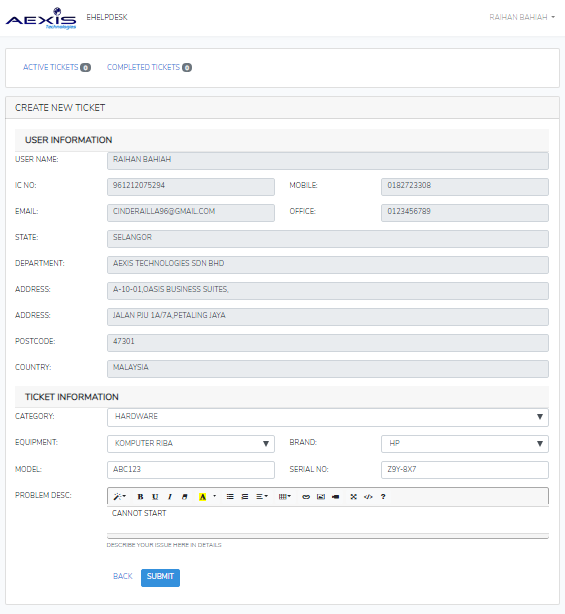 AEXIS Technologies EHELPDESK RAIHAN BAHIAH
ACTIVE TICKETS 0 COMPLETED TICKETS 0
CREATE NEW TICKET
USER INFORMATION
USER NAME: RAIHAN BAHIAH
IC NO: 961212075294 MOBILE: 0182723308
EMAIL: CINDERAILLA96@GMAIL.COM OFFICE: 0123456789
STATE: SELANGOR
DEPARTMENT: AEXIS TECHNOLOGIES SDN BHD
ADDRESS: A-10-01,OASIS BUSINESS SUITES,
ADDRESS: JALAN PJU 1A/7A,PETALING JAYA
POSTCODE: 47301
COUNTRY: MALAYSIA
TICKET INFORMATION
CATEGORY: HARDWARE
EQUIPMENT: KOMPUTER RIBA BRAND: HP
MODEL: ABC123 SERIAL NO: Z9Y-8X7
PROBLEM DESC: B U I A </> ?
CANNOT START
DESCRIBE YOUR ISSUE HERE IN DETAILS
BACK SUBMIT